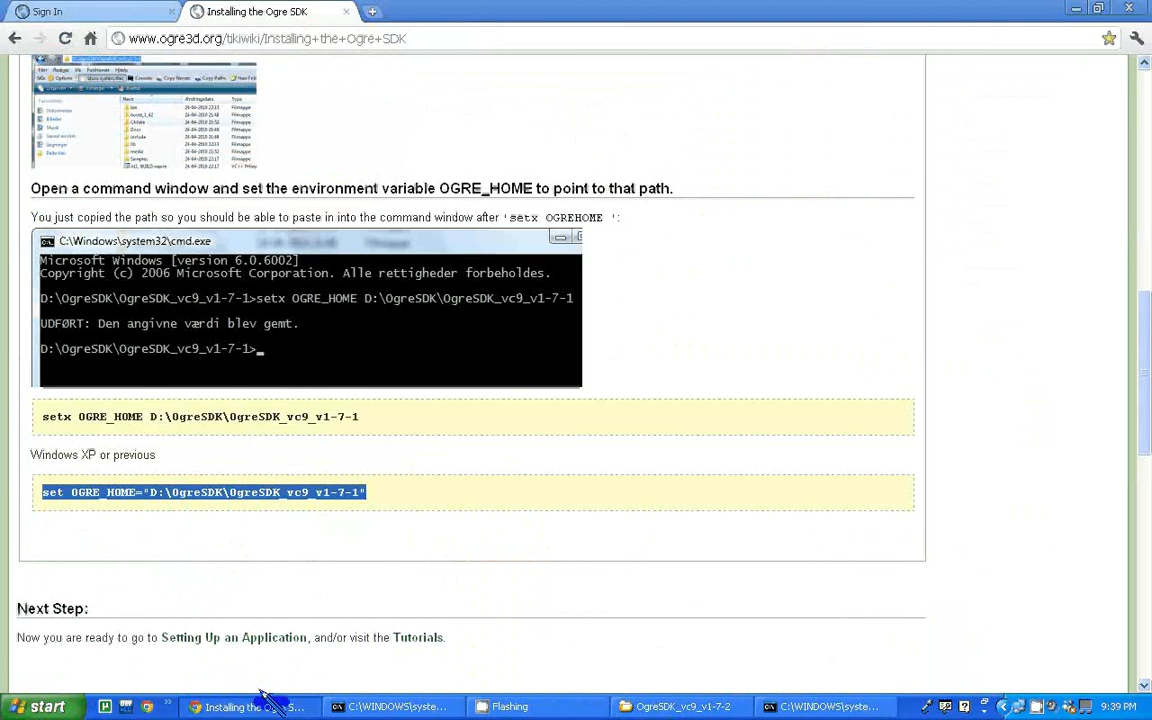 Sign In
Installing the Ogre SDK
www.ogre3d.org/tikiwiki/Installing+the+Ogre+SDK
Open a command window and set the environment variable OGRE_HOME to point to that path.
You just copied the path so you should be able to paste in into the command window after 'setx OGREHOME ':
C:\Windows\system32\cmd.exe
Microsoft Windows [version 6.0.6002]
Copyright (c) 2006 Microsoft Corporation. Alle rettigheder forbeholdes.
D:\OgreSDK\OgreSDK_vc9_v1-7-1>setx OGRE_HOME D:\OgreSDK\OgreSDK_vc9_v1-7-1
UDFØRT: Den angivne værdi blev gemt.
D:\OgreSDK\OgreSDK_vc9_v1-7-1>_
setx OGRE_HOME D:\OgreSDK\OgreSDK_vc9_v1-7-1
Windows XP or previous
set OGRE_HOME="D:\OgreSDK\OgreSDK_vc9_v1-7-1"
Next Step:
Now you are ready to go to Setting Up an Application, and/or visit the Tutorials.
start
Installing the Ogre S...
C:\WINDOWS\syste...
Flashing
OgreSDK_vc9_v1-7-2
C:\WINDOWS\syste...
9:39 PM